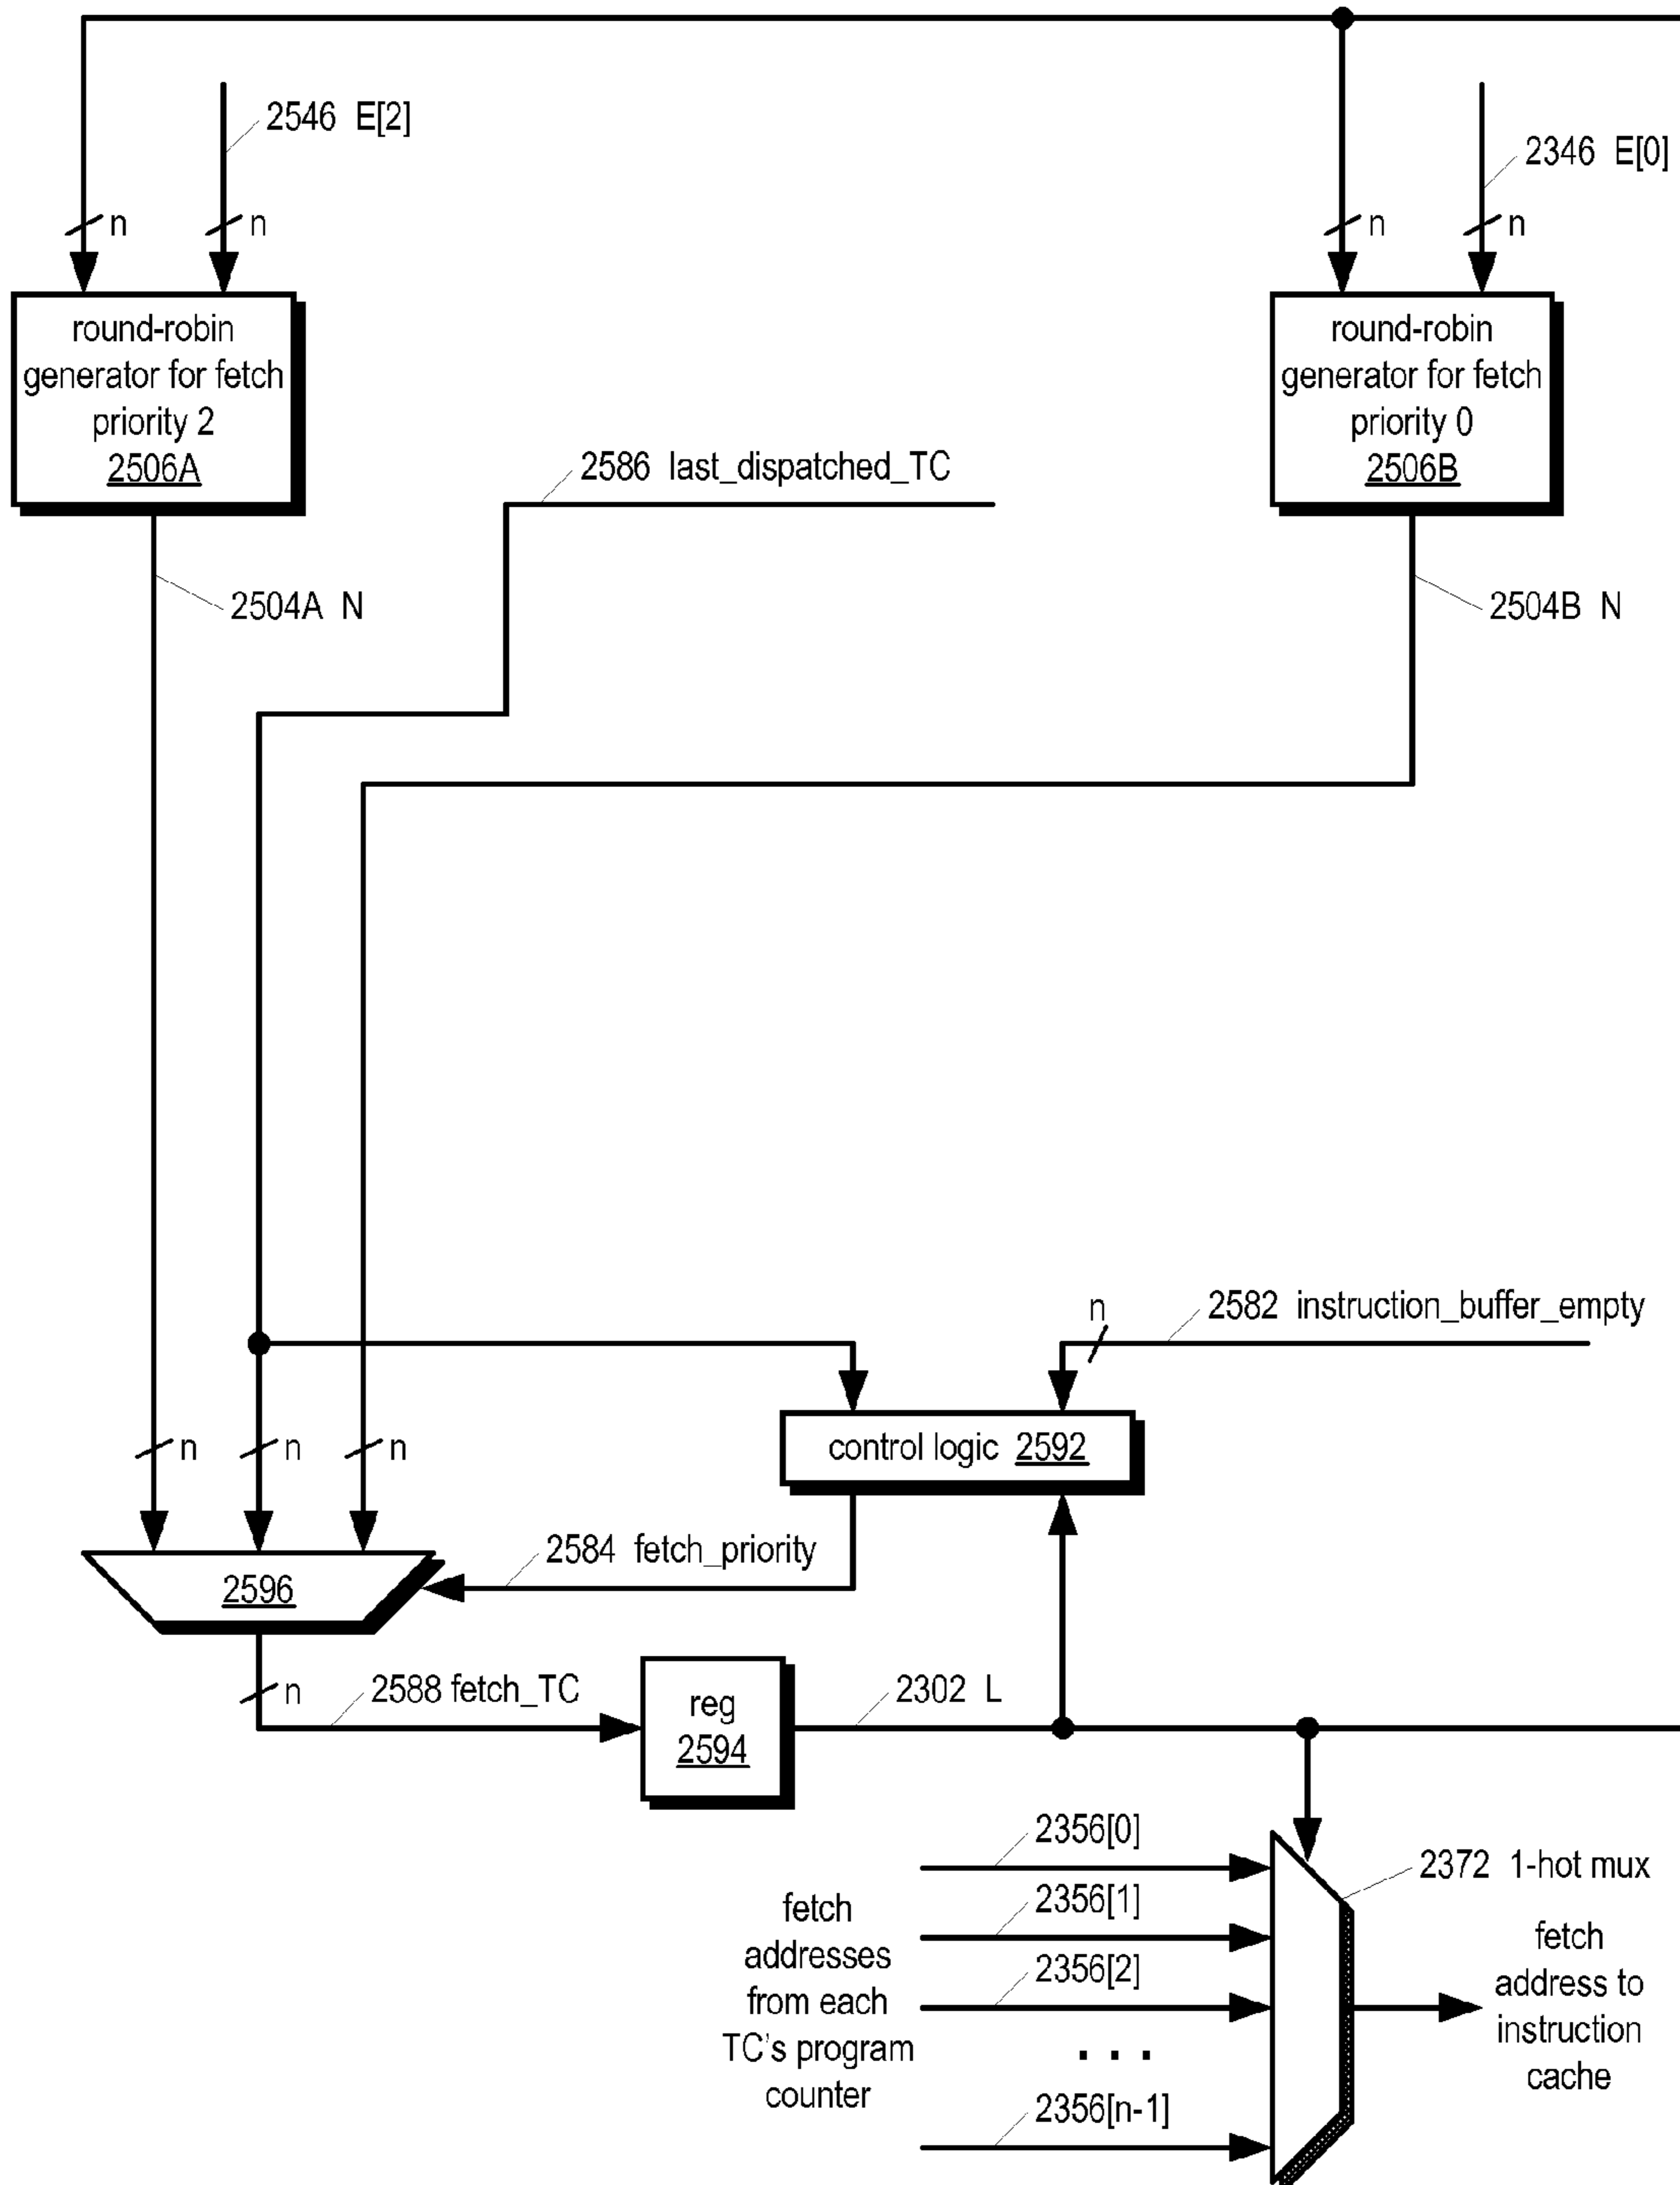 2546 E[2]
2346 E[0]
n
n
n
n
round-robin
generator for fetch
priority 2
2506A
round-robin
generator for fetch
priority 0
2506B
2586 last_dispatched_TC
2504A N
2504B N
2582 instruction_buffer_empty
n
n
n
n
control logic 2592
2584 fetch_priority
2596
n
2588 fetch_TC
reg
2594
2302 L
2356[0]
2356[1]
2356[2]
. . .
2356[n-1]
fetch
addresses
from each
TC's program
counter
2372 1-hot mux
fetch
address to
instruction
cache